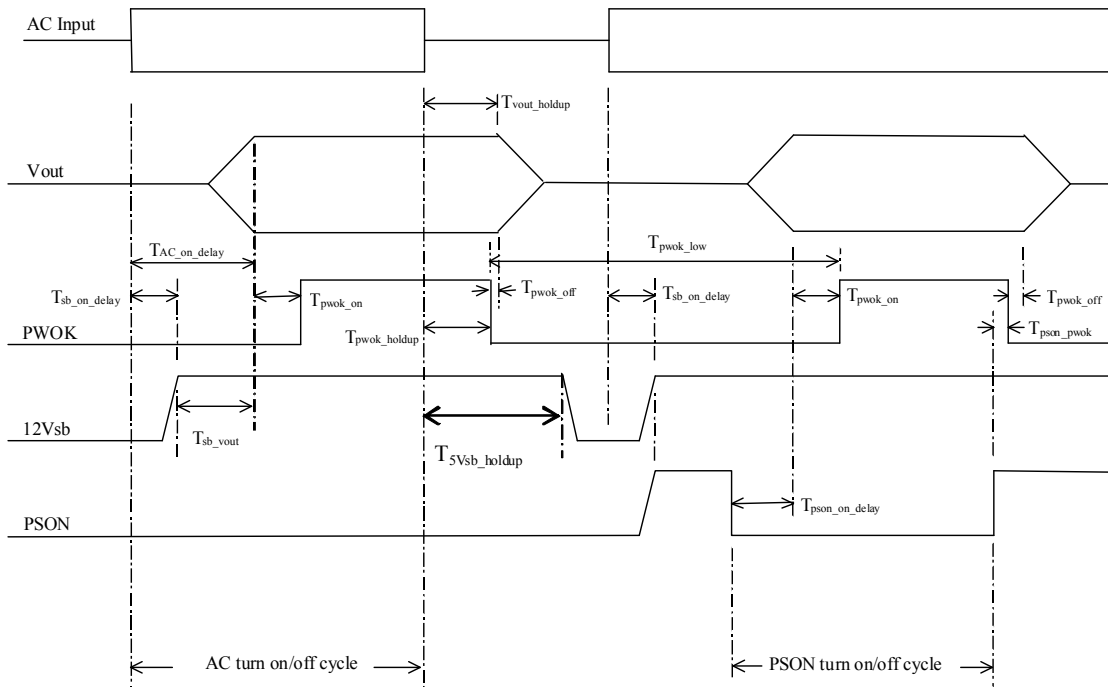 AC Input
Tvout_holdup
Vout
TAC_on_delay
Tpwok_low
Tsb_on_delay
Tpwok_on
Tpwok_off
Tsb_on_delay
Tpwok_on
Tpwok_off
PWOK
Tpwok_holdup
Tpson_pwok
12Vsb
Tsb_vout
T5Vsb_holdup
PSON
Tpson_on_delay
AC turn on/off cycle
PSON turn on/off cycle